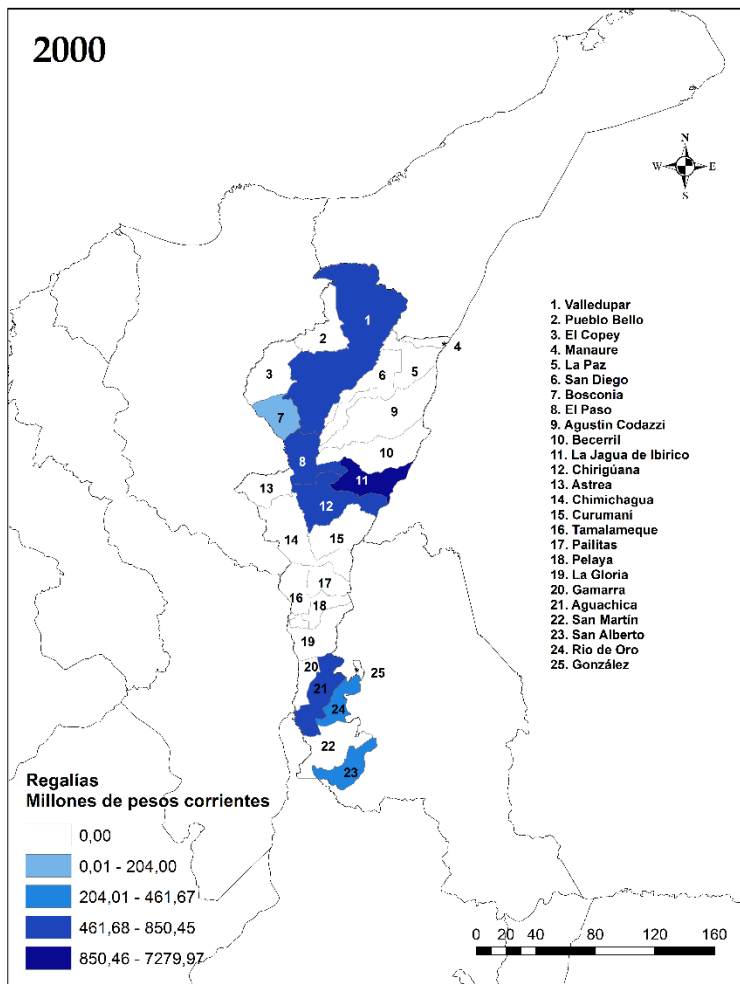 2000
N
W E
S
1
2
4
3
6
5
7
9
10
8
11
13
12
14
15
17
16
18
19
20
25
21
24
22
23
1. Valledupar
2. Pueblo Bello
3. El Copey
4. Manaure
5. La Paz
6. San Diego
7. Bosconia
8. El Paso
9. Agustin Codazzi
10. Becerril
11. La Jagua de Ibirico
12. Chirigúana
13. Astrea
14. Chimichagua
15. Curumaní
16. Tamalameque
17. Pailitas
18. Pelaya
19. La Gloria
20. Gamarra
21. Aguachica
22. San Martín
23. San Alberto
24. Rio de Oro
25. González
Regalías
Millones de pesos corrientes
0,00
0,01 - 204,00
204,01 - 461,67
461,68 - 850,45
850,46 - 7279,97
0 20 40 80 120 160